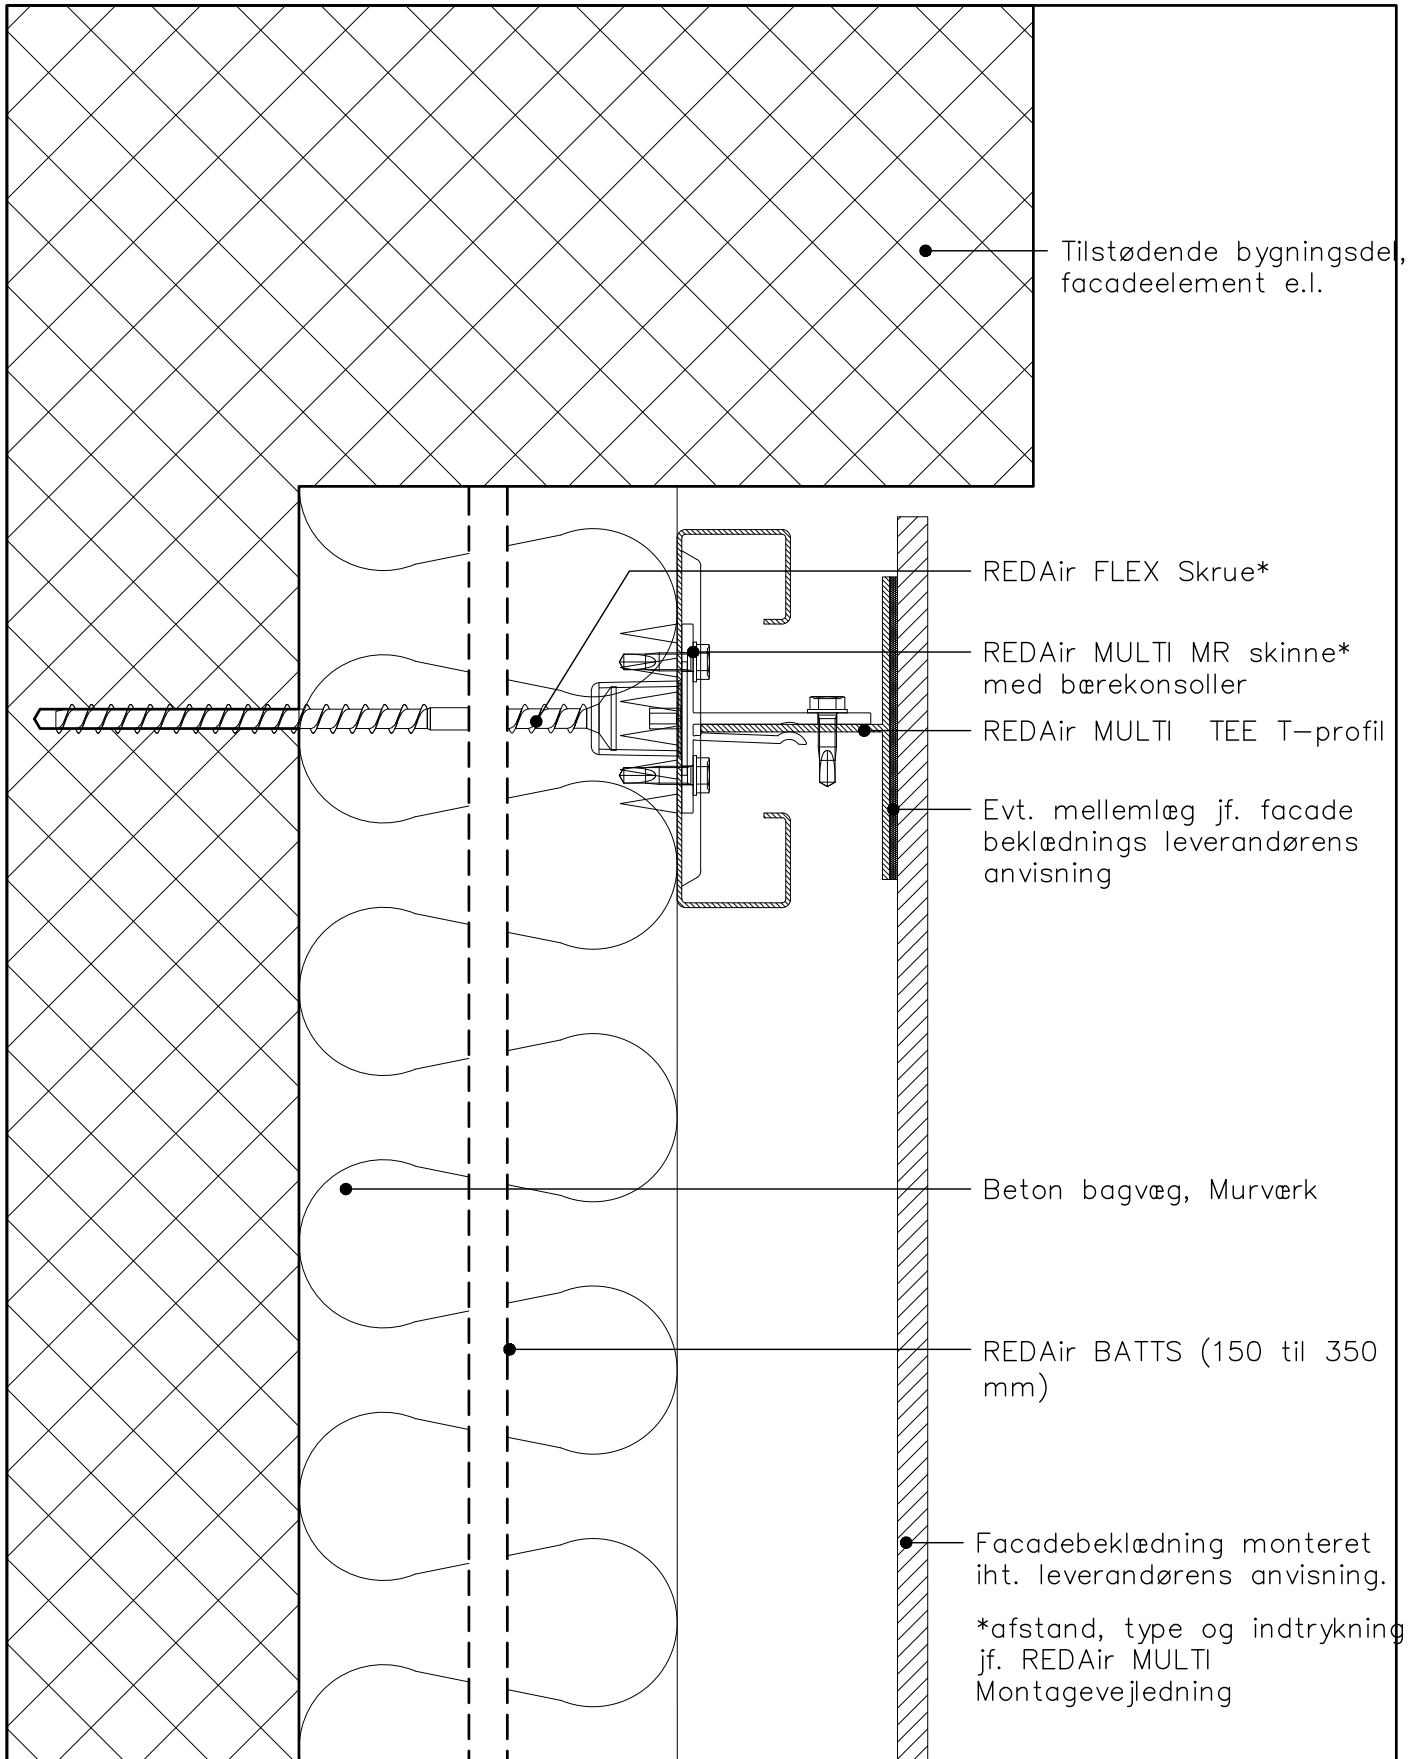 Tilstødende bygningsdel,
facadeelement e.l.
REDAir FLEX Skrue*
REDAir MULTI MR skinne*
med bærekonsoller
REDAir MULTI TEE T-profil
Evt. mellemlæg jf. facade
beklædnings leverandørens
anvisning
Beton bagvæg, Murværk
REDAir BATTS (150 til 350
mm)
Facadebeklædning monteret
iht. leverandørens anvisning.
*afstand, type og indtrykning
jf. REDAir MULTI
Montagevejledning